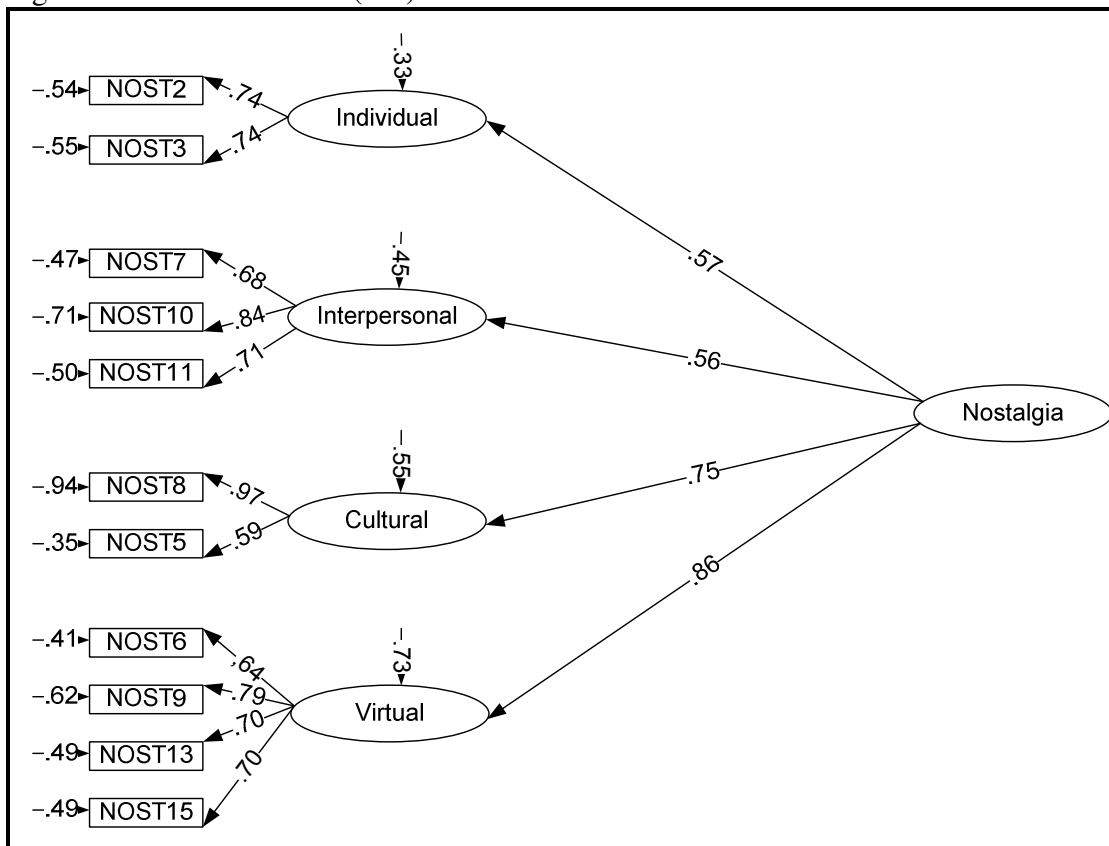 -.33
-.54 NOST2 .74 Individual
-.55 NOST3 .74
.57
-.45
-.47 NOST7 .68
-.71 NOST10 .84 Interpersonal
-.50 NOST11 .71
.56
Nostalgia
-.55
-.94 NOST8 .97
-.35 NOST5 .59 Cultural
.75
.86
-.73
-.41 NOST6 ,64
-.62 NOST9 .79 Virtual
-.49 NOST13 .70
-.49 NOST15 .70